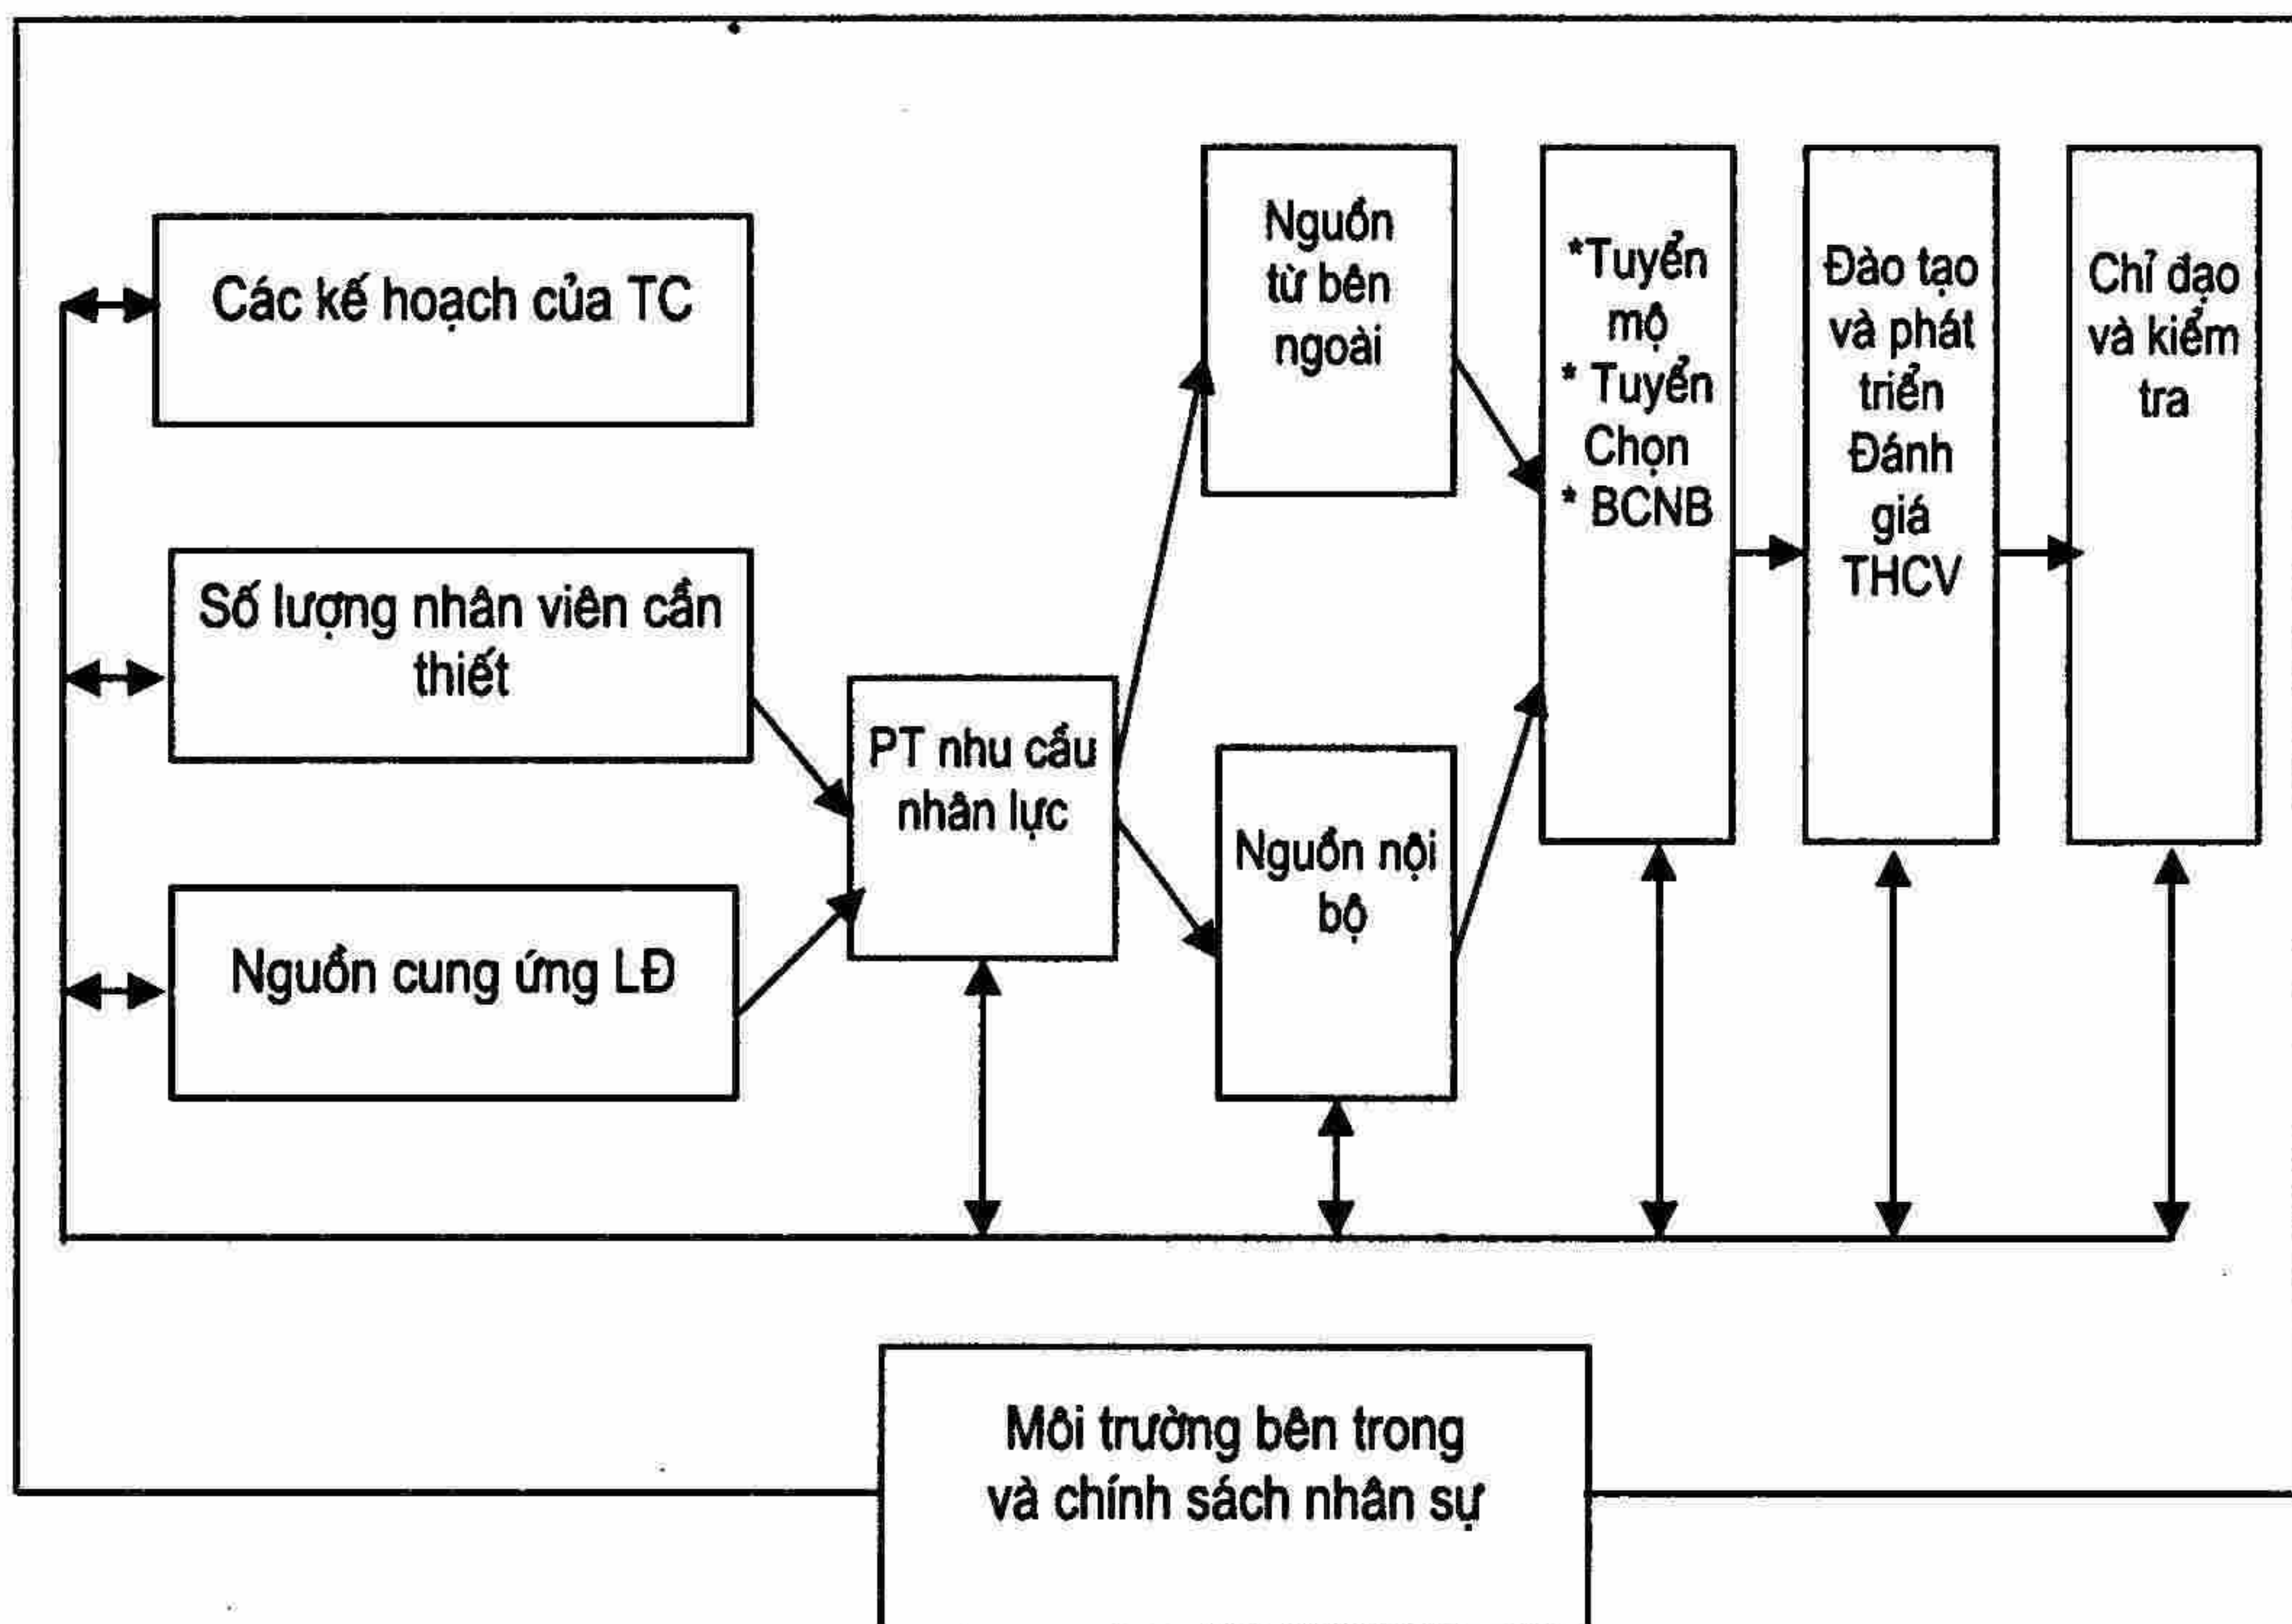 Các kế hoạch của TC
Số lượng nhân viên cần
thiết
Nguồn cung ứng LĐ
PT nhu cầu
nhân lực
Nguồn
từ bên
ngoài
Nguồn nội
bộ
*Tuyển
mộ
* Tuyển
Chọn
* BCNB
Đào tạo
và phát
triển
Đánh
giá
THCV
Chỉ đạo
và kiểm
tra
Môi trường bên trong
và chính sách nhân sự